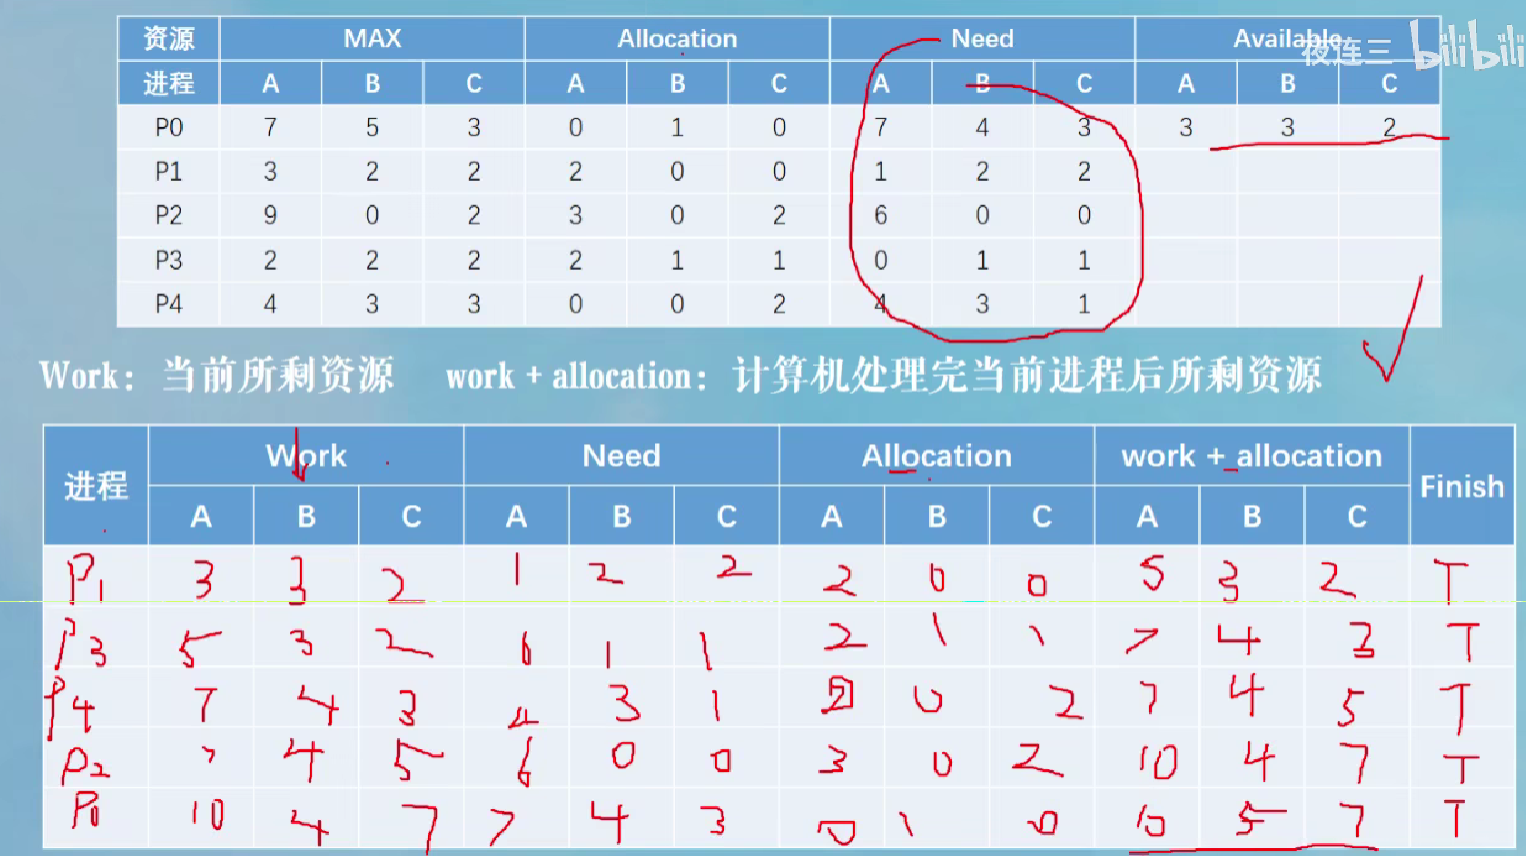 资源 MAX Allocation Need Available
夜连三 bilibili
进程 A B C A B C A B C A B C
P0 7 5 3 0 1 0 7 4 3 3 3 2
P1 3 2 2 2 0 0 1 2 2
P2 9 0 2 3 0 2 6 0 0
P3 2 2 2 2 1 1 0 1 1
P4 4 3 3 0 0 2 4 3 1
Work：当前所剩资源 work + allocation：计算机处理完当前进程后所剩资源
进程 Work Need Allocation work + allocation Finish
A B C A B C A B C A B C
P1 3 3 2 1 2 2 2 0 0 5 3 2 T
P3 5 3 2 1 1 2 1 1 7 4 3 T
P4 7 4 3 4 3 1 0 2 7 4 5 T
P2 7 4 5 6 0 0 3 0 2 10 4 7 T
P0 10 4 7 7 4 3 0 1 0 10 5 7 T